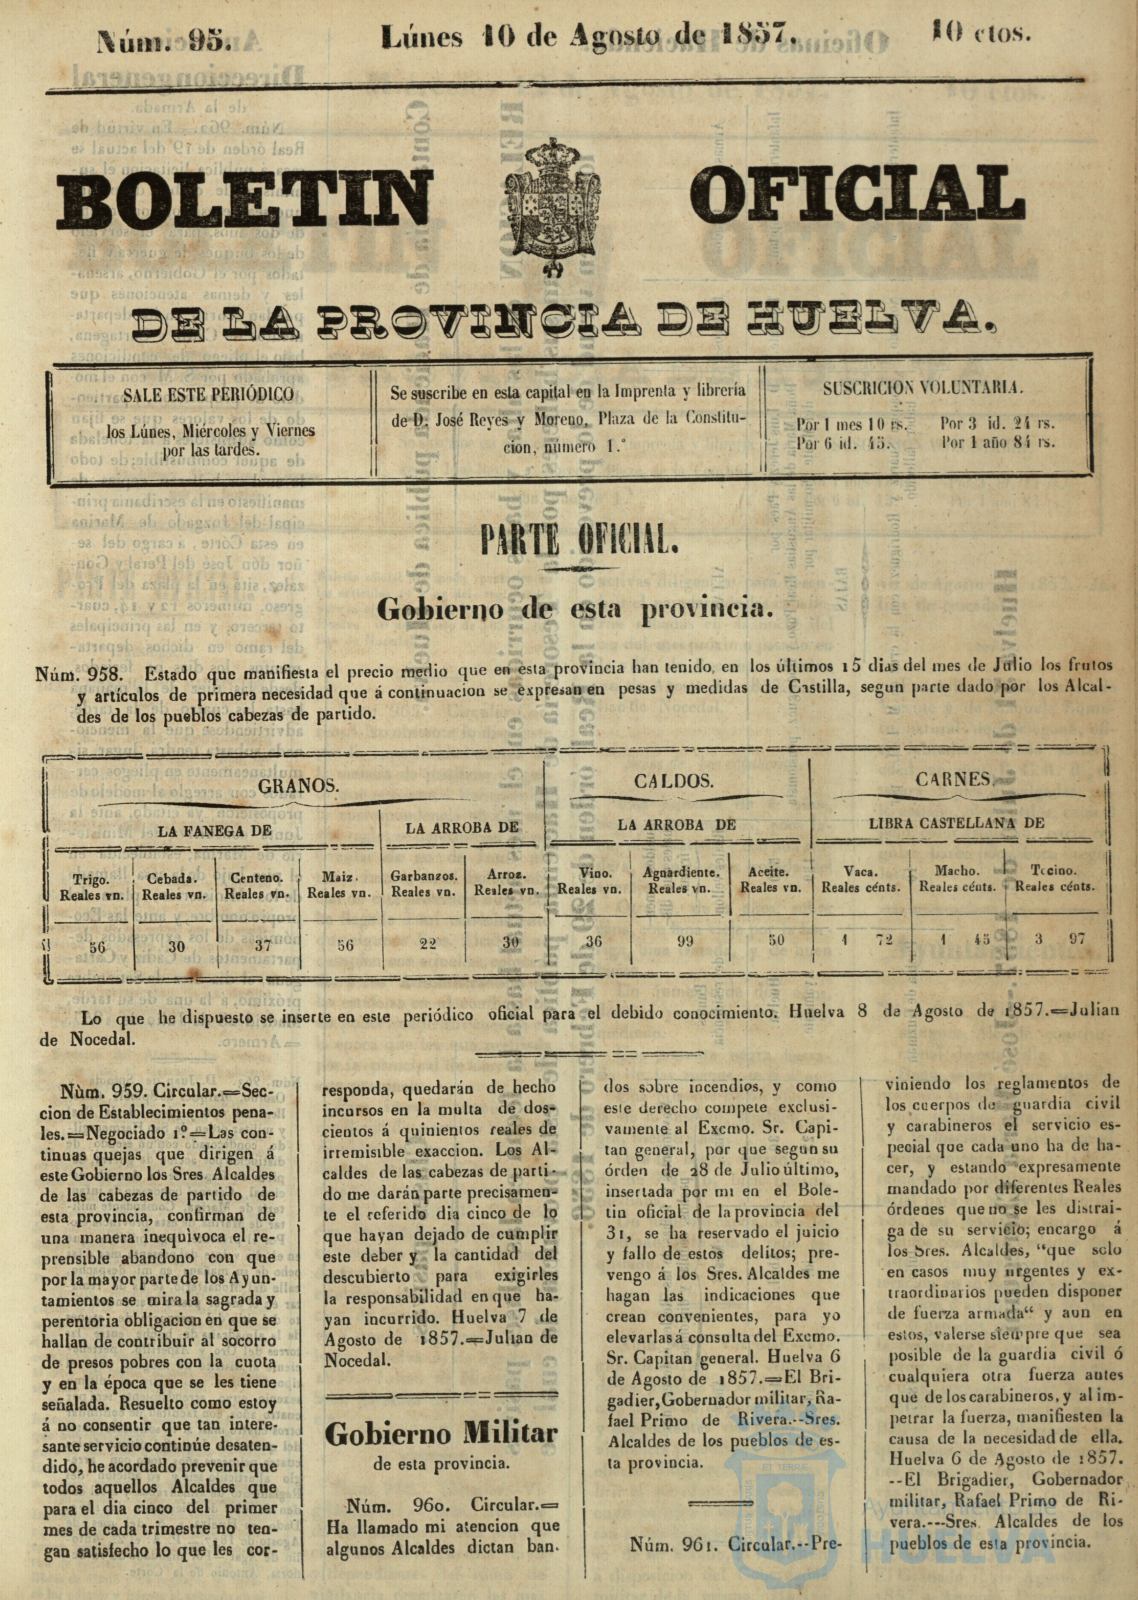 Núm. 95.
Lúnes 10 de Agosto de 1857.
10 ctos.
BOLETIN OFICIAL
DE LA PROVINCIA DE HUELVA.
SALE ESTE PERIÓDICO
los Lúnes, Miércoles y Viernes
por las tardes.
Se suscribe en esta capital en la Imprenta y librería
de D. José Reyes y Moreno, Plaza de la Constitu-
cion, número 1.°
SUSCRICION VOLUNTARIA.
Por 1 mes 10 rs. Por 3 id. 24 rs.
Por 6 id. 45. Por 1 año 84 rs.
PARTE OFICIAL.
Gobierno de esta provincia.
Núm. 958. Estado que manifiesta el precio medio que en esta provincia han tenido en los últimos 15 dias del mes de Julio los frutos
y artículos de primera necesidad que á continuacion se expresan en pesas y medidas de Castilla, segun parte dado por los Alcal-
des de los pueblos cabezas de partido.
GRANOS. CALDOS. CARNES.
LA FANEGA DE LA ARROBA DE LA ARROBA DE LIBRA CASTELLANA DE
Trigo. Cebada. Centeno. Maiz. Garbanzos. Arroz. Vino. Aguardiente. Aceite. Vaca. Macho. Tocino.
Reales vn. Reales vn. Reales vn. Reales vn. Reales vn. Reales vn. Reales vn. Reales vn. Reales vn. Reales cénts. Reales cénts. Reales cénts.
56 30 37 56 22 30 36 99 50 1 72 1 45 3 97
Lo que he dispuesto se inserte en este periódico oficial para el debido conocimiento. Huelva 8 de Agosto de 1857.=Julian
de Nocedal.
Nùm. 959. Circular.=Sec-
cion de Establecimientos pena-
les.=Negociado 1.º=Las con-
tinuas quejas que dirigen á
este Gobierno los Sres. Alcaldes
de las cabezas de partido de
esta provincia, confirman de
una manera inequivoca el re-
prensible abandono con que
por la mayor parte de los Ayun-
tamientos se mira la sagrada y
perentoria obligacion en que se
hallan de contribuir al socorro
de presos pobres con la cuota
y en la época que se les tiene
señalada. Resuelto como estoy
á no consentir que tan intere-
sante servicio continúe desaten-
dido, he acordado prevenir que
todos aquellos Alcaldes que
para el dia cinco del primer
mes de cada trimestre no ten-
gan satisfecho lo que les cor-
responda, quedarán de hecho
incursos en la multa de dos-
cientos á quinientos reales de
irremisible exaccion. Los Al-
caldes de las cabezas de parti-
do me darán parte precisamen-
te el referido dia cinco de lo
que hayan dejado de cumplir
este deber y la cantidad del
descubierto para exigirles
la responsabilidad en que ha-
yan incurrido. Huelva 7 de
Agosto de 1857.=Julian de
Nocedal.
Gobierno Militar
de esta provincia.
Núm. 960. Circular.=
Ha llamado mi atencion que
algunos Alcaldes dictan ban-
dos sobre incendios, y como
este derecho compete exclusi-
vamente al Excmo. Sr. Capi-
tan general, por que segun su
órden de 28 de Julio último,
insertada por mi en el Bole-
tin oficial de la provincia del
31, se ha reservado el juicio
y fallo de estos delitos; pre-
vengo á los Sres. Alcaldes me
hagan las indicaciones que
crean convenientes, para yo
elevarlas á consulta del Excmo.
Sr. Capitan general. Huelva 6
de Agosto de 1857.=El Bri-
gadier, Gobernador militar, Ra-
fael Primo de Rivera.--Sres.
Alcaldes de los pueblos de es-
ta provincia.
Núm. 961. Circular.--Pre-
viniendo los reglamentos de
los cuerpos de guardia civil
y carabineros el servicio es-
pecial que cada uno ha de ha-
cer, y estando expresamente
mandado por diferentes Reales
órdenes que no se les distrai-
ga de su servicio; encargo á
los Sres. Alcaldes, "que solo
en casos muy urgentes y ex-
traordinarios pueden disponer
de fuerza armada" y aun en
estos, valerse siempre que sea
posible de la guardia civil ó
cualquiera otra fuerza antes
que de los carabineros, y al im-
petrar la fuerza, manifiesten la
causa de la necesidad de ella.
Huelva 6 de Agosto de 1857.
--El Brigadier, Gobernador
militar, Rafael Primo de Ri-
vera.---Sres. Alcaldes de los
pueblos de esta provincia.
HUELVA